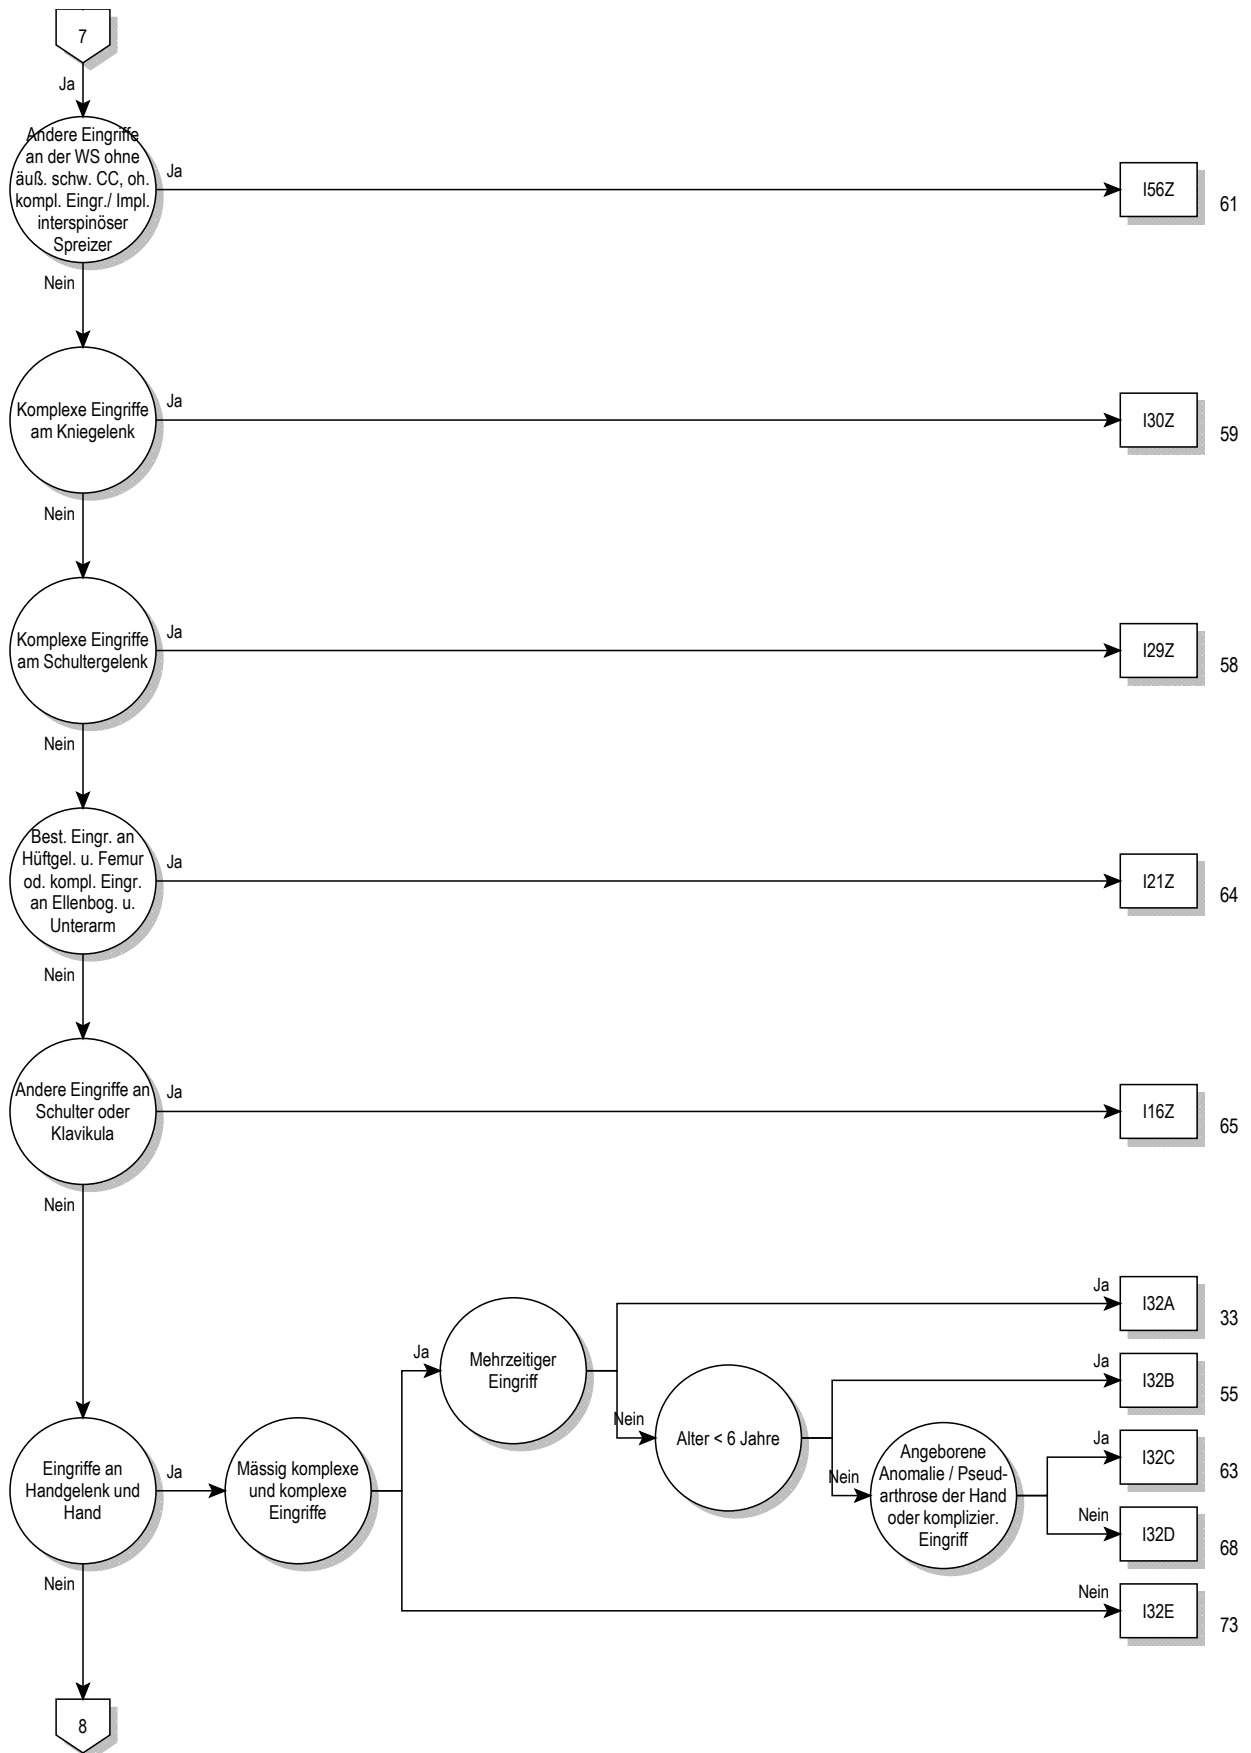 7
Ja
Andere Eingriffe
an der WS ohne
äuß. schw. CC, oh.
kompl. Eingr./ Impl.
interspinöser
Spreizer
Ja
I56Z
61
Nein
Komplexe Eingriffe
am Kniegelenk
Ja
I30Z
59
Nein
Komplexe Eingriffe
am Schultergelenk
Ja
I29Z
58
Nein
Best. Eingr. an
Hüftgel. u. Femur
od. kompl. Eingr.
an Ellenbog. u.
Unterarm
Ja
I21Z
64
Nein
Andere Eingriffe an
Schulter oder
Klavikula
Ja
I16Z
65
Nein
Eingriffe an
Handgelenk und
Hand
Ja
Mässig komplexe
und komplexe
Eingriffe
Ja
Mehrzeitiger
Eingriff
Ja
I32A
33
Nein
Alter < 6 Jahre
Ja
I32B
55
Nein
Angeborene
Anomalie / Pseud-
arthrose der Hand
oder komplizier.
Eingriff
Ja
I32C
63
Nein
I32D
68
Nein
I32E
73
Nein
8